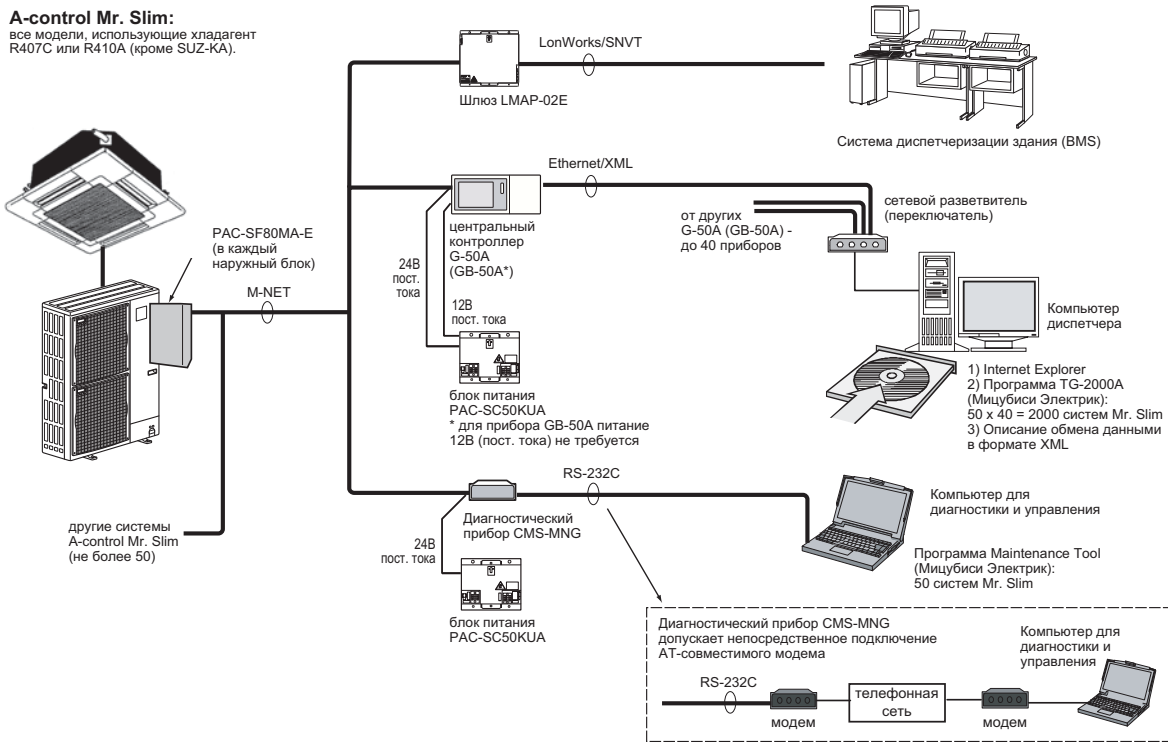 A-control Mr. Slim:
все модели, использующие хладагент
R407C или R410A (кроме SUZ-KA).
LonWorks/SNVT
Шлюз LMAP-02E
Система диспетчеризации здания (BMS)
Ethernet/XML
сетевой разветвитель
(переключатель)
от других
G-50A (GB-50A) -
до 40 приборов
PAC-SF80MA-E
(в каждый
наружный блок)
M-NET
центральный
контроллер
G-50A
(GB-50A*)
24В
пост.
тока
12В
пост. тока
Компьютер
диспетчера
блок питания
PAC-SC50KUA
* для прибора GB-50A питание
12В (пост. тока) не требуется
1) Internet Explorer
2) Программа TG-2000A
(Мицубиси Электрик):
50 x 40 = 2000 систем Mr. Slim
3) Описание обмена данными
в формате XML
RS-232C
Диагностический
прибор CMS-MNG
другие системы
A-control Mr. Slim
(не более 50)
24В
пост. тока
Компьютер для
диагностики и управления
Программа Maintenance Tool
(Мицубиси Электрик):
50 систем Mr. Slim
блок питания
PAC-SC50KUA
Диагностический прибор CMS-MNG
допускает непосредственное подключение
АТ-совместимого модема
Компьютер для
диагностики и
управления
RS-232C
модем
телефонная
сеть
модем